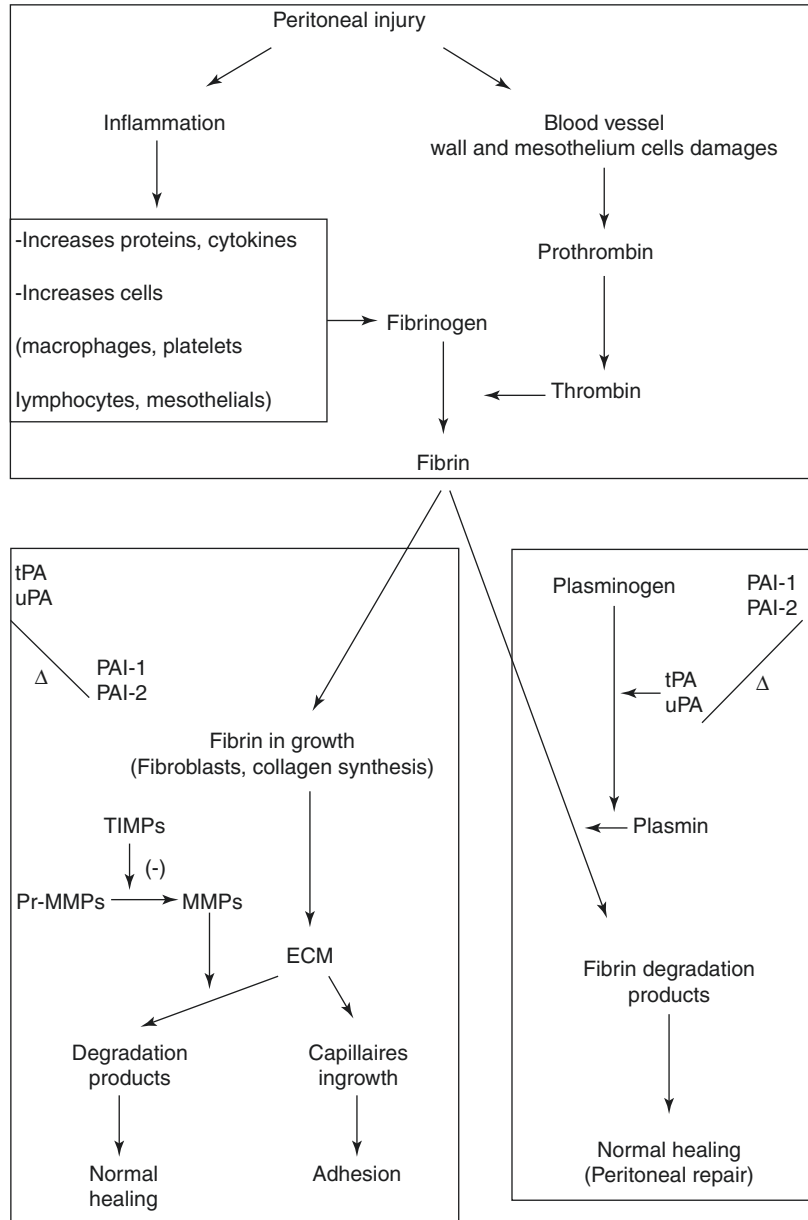 Peritoneal injury
Inflammation
Blood vessel
wall and mesothelium cells damages
-Increases proteins, cytokines
-Increases cells
(macrophages, platelets
lymphocytes, mesothelials)
Prothrombin
Fibrinogen
Thrombin
Fibrin
tPA
uPA
Δ
PAI-1
PAI-2
Fibrin in growth
(Fibroblasts, collagen synthesis)
TIMPs
(-)
Pr-MMPs
MMPs
ECM
Degradation
products
Capillaires
ingrowth
Normal
healing
Adhesion
Plasminogen
PAI-1
PAI-2
tPA
uPA
Δ
Plasmin
Fibrin degradation
products
Normal healing
(Peritoneal repair)